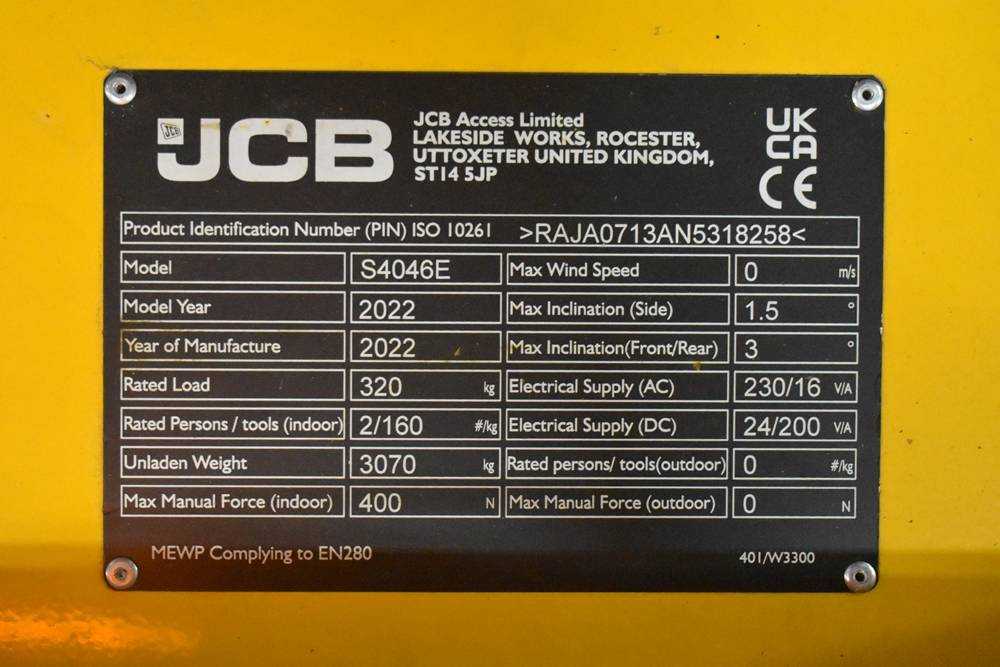 JCB
JCB
JCB Access Limited
LAKESIDE WORKS, ROCESTER,
UTTOXETER UNITED KINGDOM,
ST14 5JP
UK
CA
CE
Product Identification Number (PIN) ISO 10261 >RAJA0713AN5318258<
Model S4046E Max Wind Speed 0 m/s
Model Year 2022 Max Inclination (Side) 1.5 °
Year of Manufacture 2022 Max Inclination(Front/Rear) 3 °
Rated Load 320 kg Electrical Supply (AC) 230/16 V/A
Rated Persons / tools (indoor) 2/160 #/kg Electrical Supply (DC) 24/200 V/A
Unladen Weight 3070 kg Rated persons/ tools(outdoor) 0 #/kg
Max Manual Force (indoor) 400 N Max Manual Force (outdoor) 0 N
MEWP Complying to EN280 401/W3300